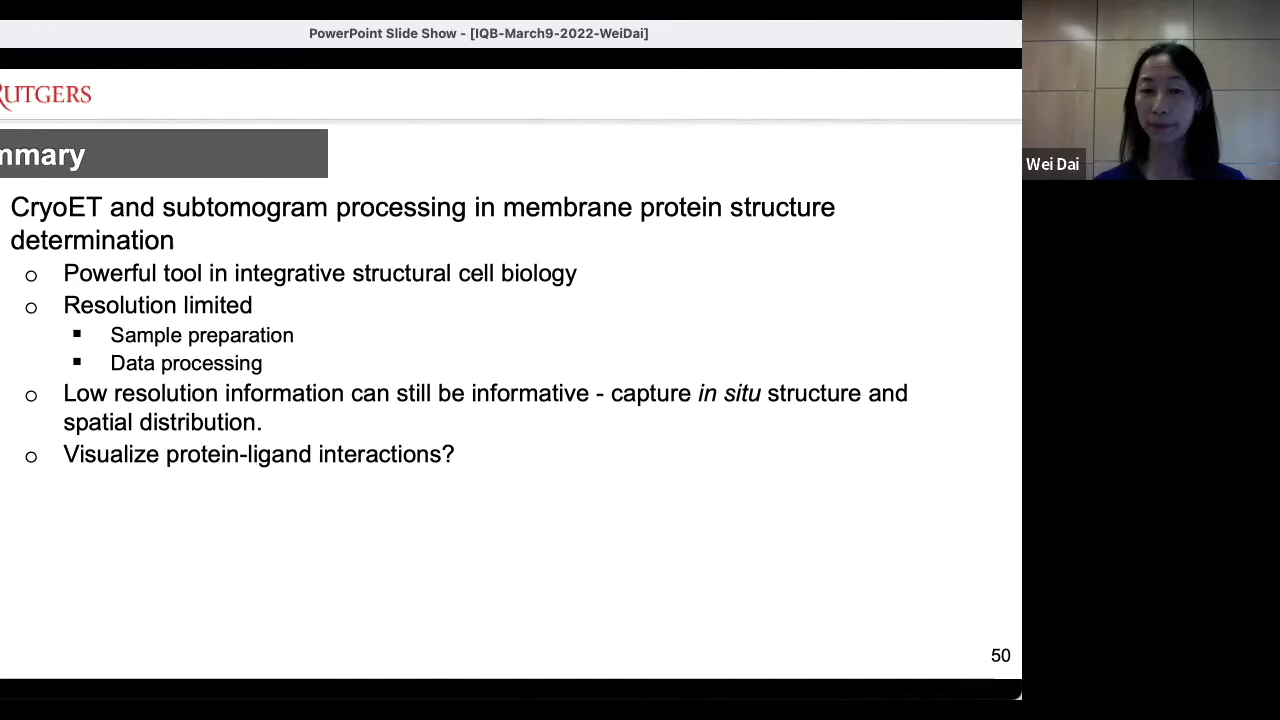 PowerPoint Slide Show - [IQB-March9-2022-WeiDai]
RUTGERS
mmary
CryoET and subtomogram processing in membrane protein structure
determination
o Powerful tool in integrative structural cell biology
o Resolution limited
▪ Sample preparation
▪ Data processing
o Low resolution information can still be informative - capture in situ structure and
spatial distribution.
o Visualize protein-ligand interactions?
50
Wei Dai